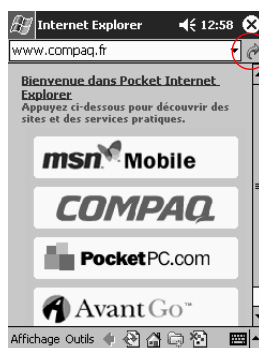 Internet Explorer 12:58
www.compaq.fr
Bienvenue dans Pocket Internet
Explorer
Appuyez ci-dessous pour découvrir des
sites et des services pratiques.
msn Mobile
COMPAQ
PocketPC.com
AvantGo™
Affichage Outils